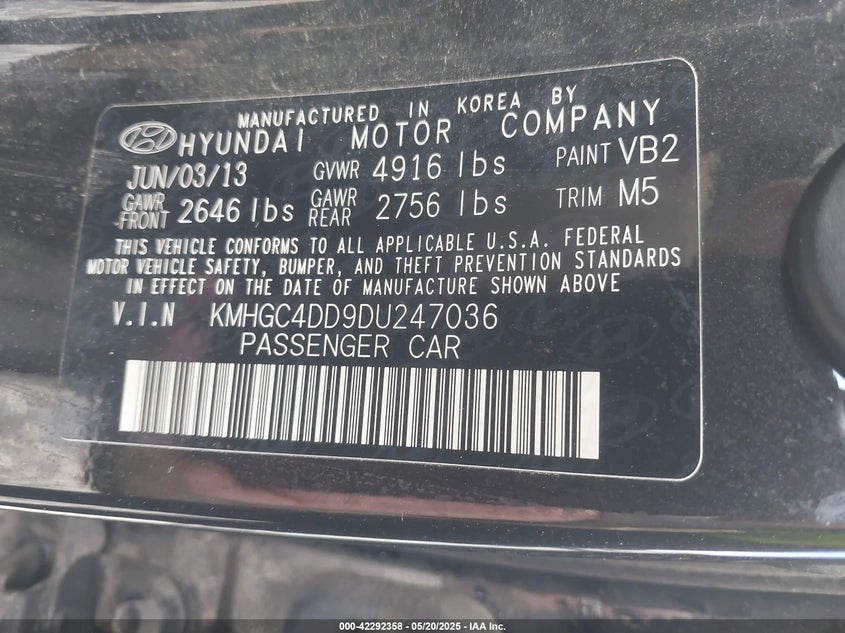 MANUFACTURED IN KOREA BY
HYUNDAI MOTOR COMPANY
JUN/03/13 GVWR 4916 lbs PAINT VB2
GAWR FRONT 2646 lbs GAWR REAR 2756 lbs TRIM M5
THIS VEHICLE CONFORMS TO ALL APPLICABLE U.S.A. FEDERAL
MOTOR VEHICLE SAFETY, BUMPER, AND THEFT PREVENTION STANDARDS
IN EFFECT ON THE DATE OF MANUFACTURE SHOWN ABOVE
V.I.N KMHGC4DD9DU247036
PASSENGER CAR
000-42292358 - 05/20/2025 - IAA Inc.